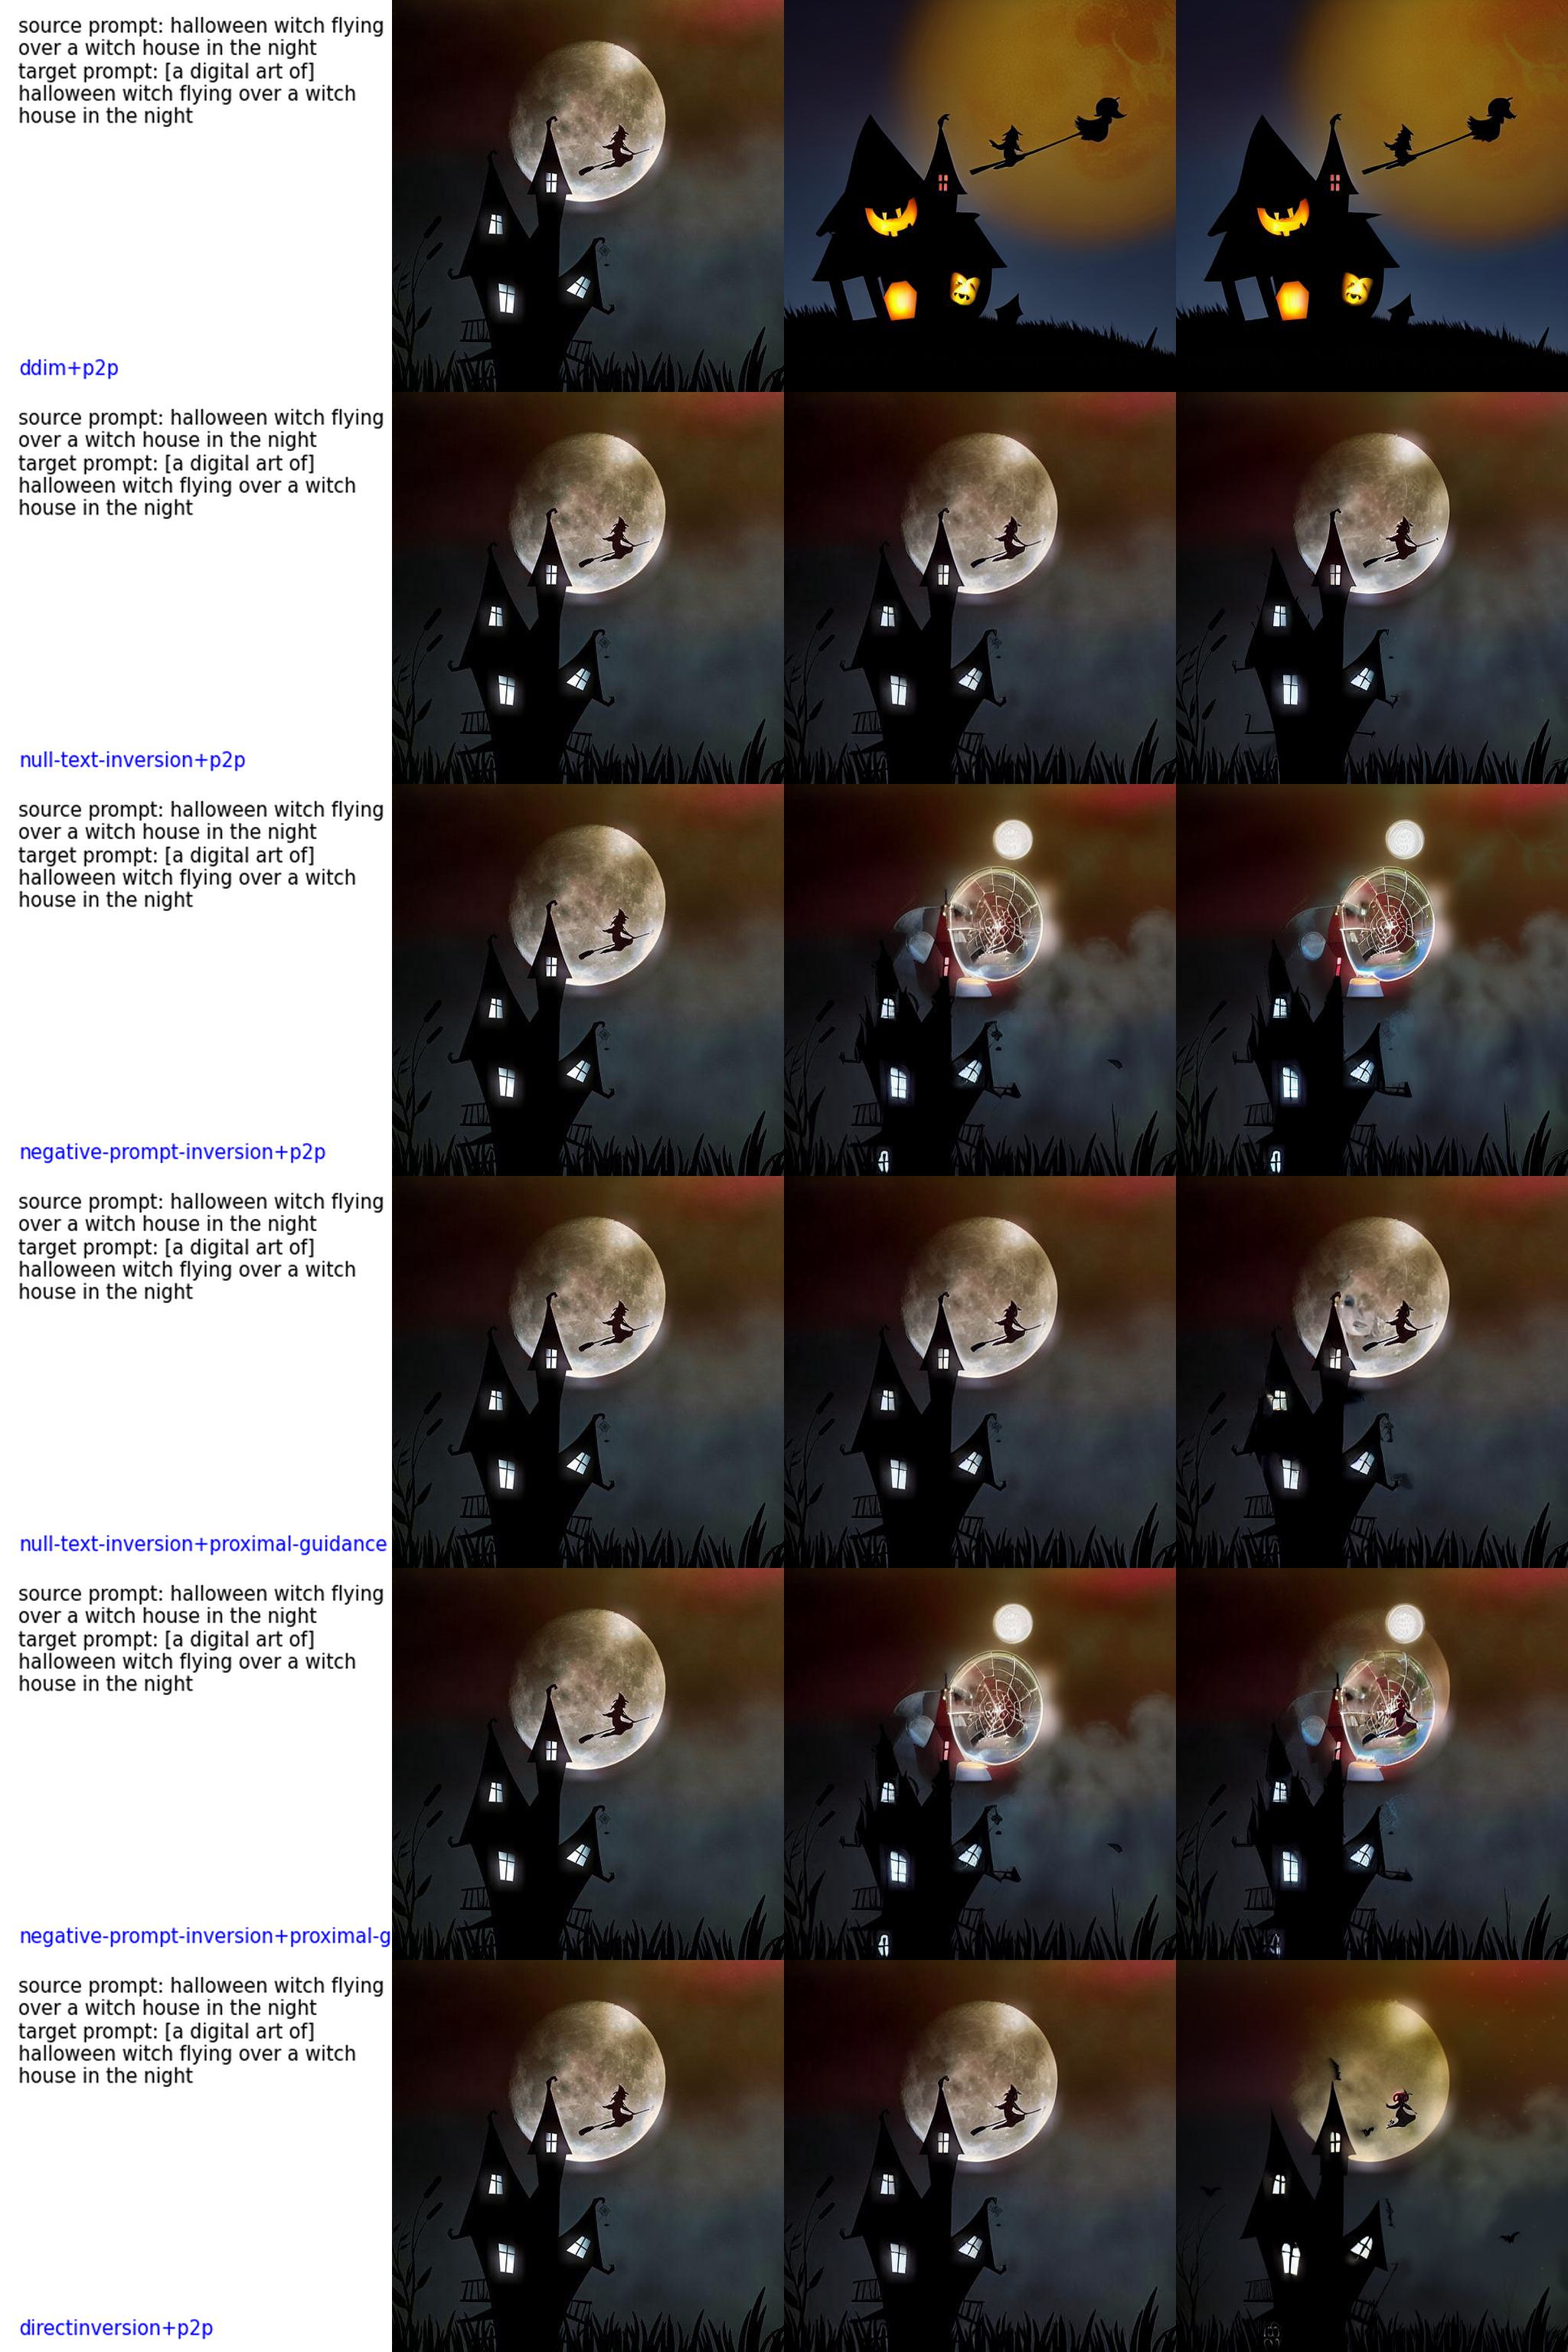 source prompt: halloween witch flying
over a witch house in the night
target prompt: [a digital art of]
halloween witch flying over a witch
house in the night
ddim+p2p
source prompt: halloween witch flying
over a witch house in the night
target prompt: [a digital art of]
halloween witch flying over a witch
house in the night
null-text-inversion+p2p
source prompt: halloween witch flying
over a witch house in the night
target prompt: [a digital art of]
halloween witch flying over a witch
house in the night
negative-prompt-inversion+p2p
source prompt: halloween witch flying
over a witch house in the night
target prompt: [a digital art of]
halloween witch flying over a witch
house in the night
null-text-inversion+proximal-guidance
source prompt: halloween witch flying
over a witch house in the night
target prompt: [a digital art of]
halloween witch flying over a witch
house in the night
negative-prompt-inversion+proximal-g
source prompt: halloween witch flying
over a witch house in the night
target prompt: [a digital art of]
halloween witch flying over a witch
house in the night
directinversion+p2p